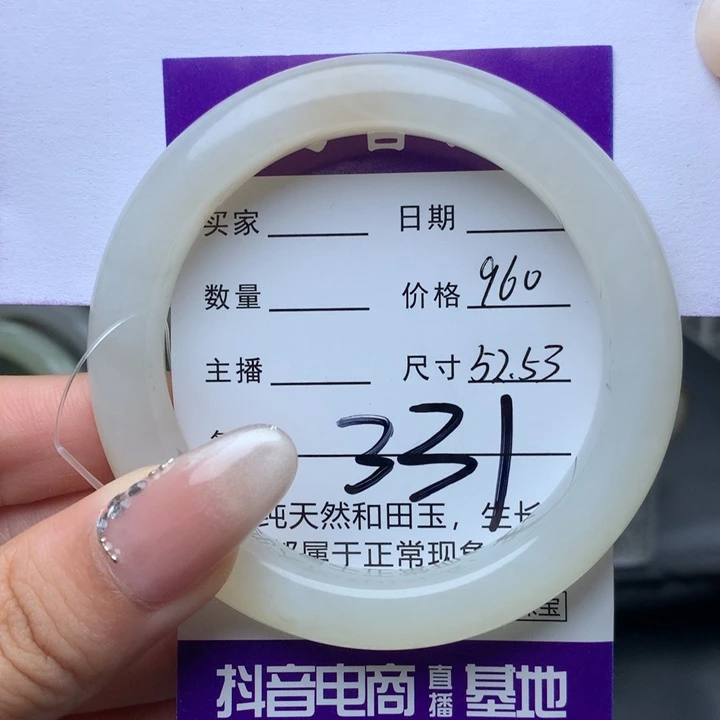 买家 日期
数量 价格 960
主播 尺寸 52.53
331
纯天然和田玉，生长
属于正常现象
宝
抖音电商 直播 基地